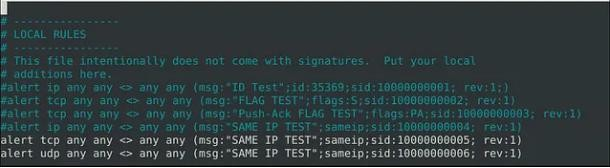 # ----------------
# LOCAL RULES
# ----------------
# This file intentionally does not come with signatures.  Put your local
# additions here.
#alert ip any any <> any any (msg:"ID Test";id:35369;sid:10000000001; rev:1;)
#alert tcp any any <> any any (msg:"FLAG TEST";flags:S;sid:10000000002; rev:1;)
#alert tcp any any <> any any (msg:"Push-Ack FLAG TEST";flags:PA;sid:10000000003; rev:1;)
#alert ip any any <> any any (msg:"SAME IP TEST";sameip;sid:10000000004; rev:1;)
alert tcp any any <> any any (msg:"SAME IP TEST";sameip;sid:10000000005; rev:1;)
alert udp any any <> any any (msg:"SAME IP TEST";sameip;sid:10000000006; rev:1;)